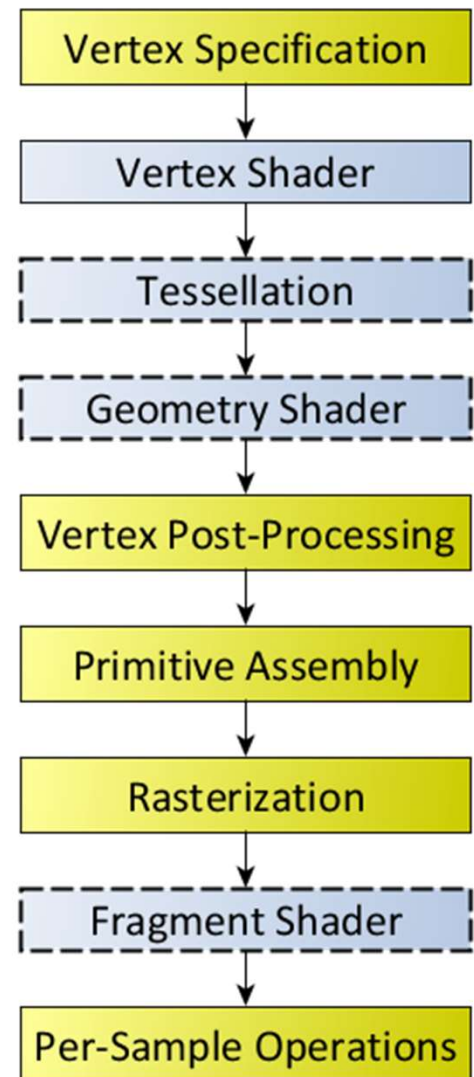 Vertex Specification
Vertex Shader
Tessellation
Geometry Shader
Vertex Post-Processing
Primitive Assembly
Rasterization
Fragment Shader
Per-Sample Operations